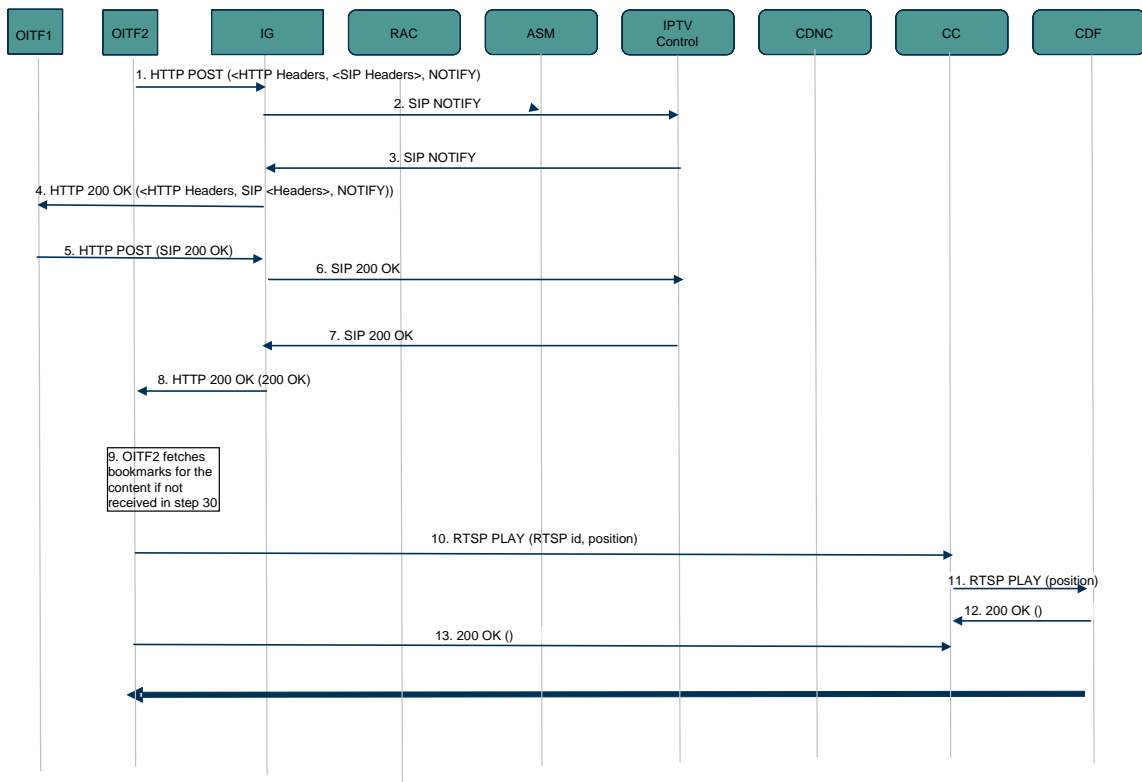 OITF1
OITF2
IG
RAC
ASM
IPTV
Control
CDNC
CC
CDF
1. HTTP POST (<HTTP Headers, <SIP Headers>, NOTIFY)
2. SIP NOTIFY
3. SIP NOTIFY
4. HTTP 200 OK (<HTTP Headers, SIP <Headers>, NOTIFY))
5. HTTP POST (SIP 200 OK)
6. SIP 200 OK
7. SIP 200 OK
8. HTTP 200 OK (200 OK)
9. OITF2 fetches
bookmarks for the
content if not
received in step 30
10. RTSP PLAY (RTSP id, position)
11. RTSP PLAY (position)
12. 200 OK ()
13. 200 OK ()